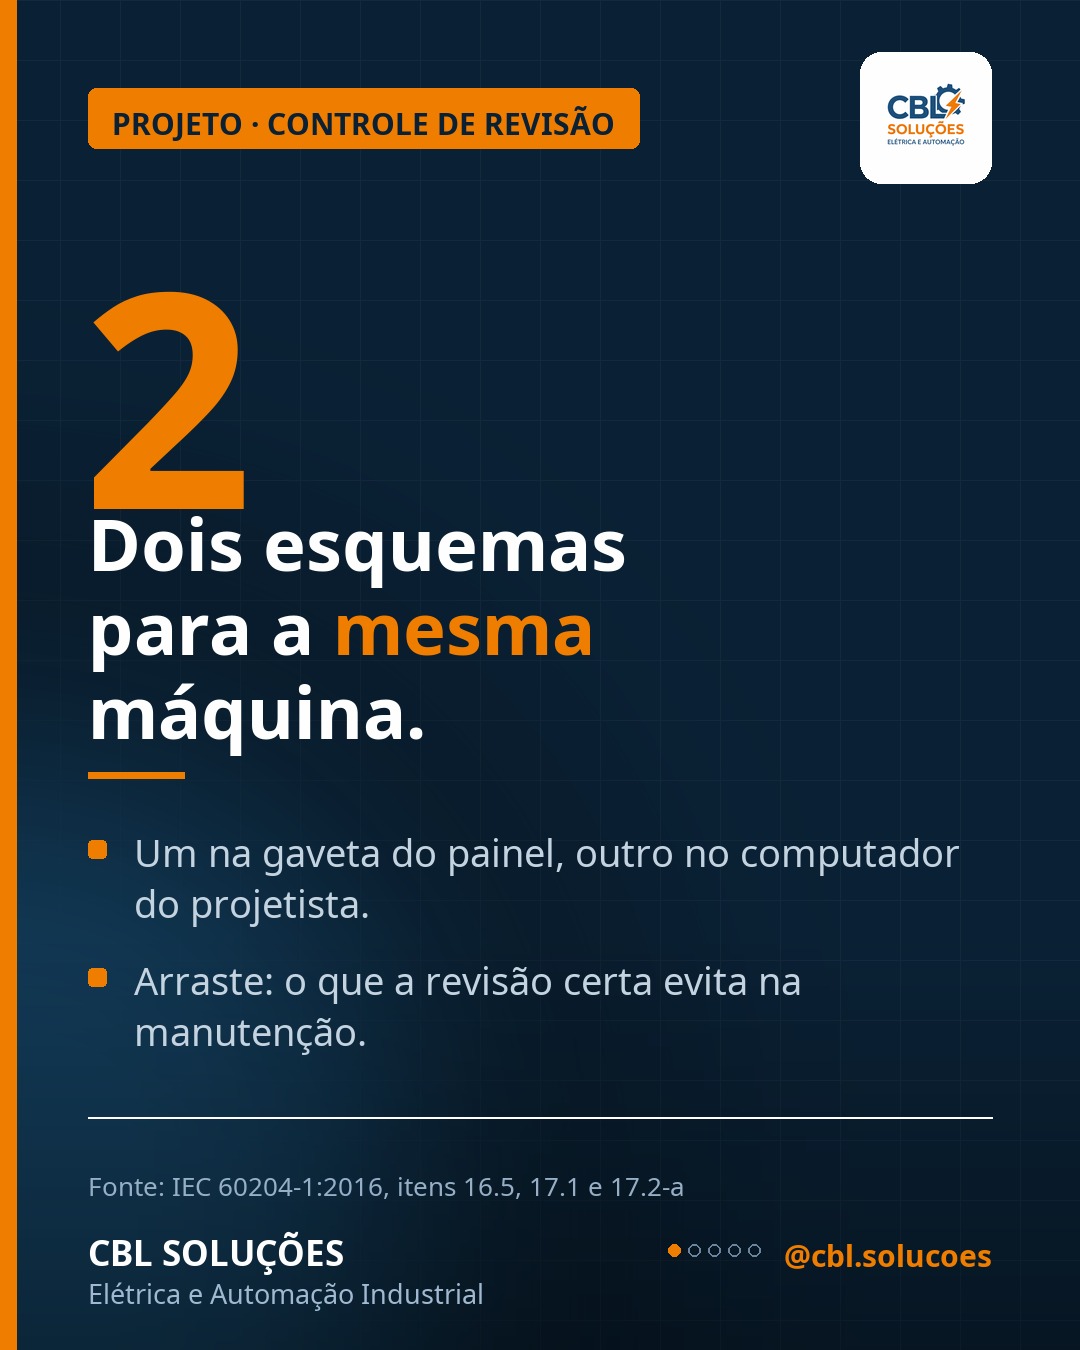 PROJETO · CONTROLE DE REVISÃO
CBL
SOLUÇÕES
ELÉTRICA E AUTOMAÇÃO
2
Dois esquemas
para a mesma
máquina.
Um na gaveta do painel, outro no computador
do projetista.
Arraste: o que a revisão certa evita na
manutenção.
Fonte: IEC 60204-1:2016, itens 16.5, 17.1 e 17.2-a
CBL SOLUÇÕES
@cbl.solucoes
Elétrica e Automação Industrial